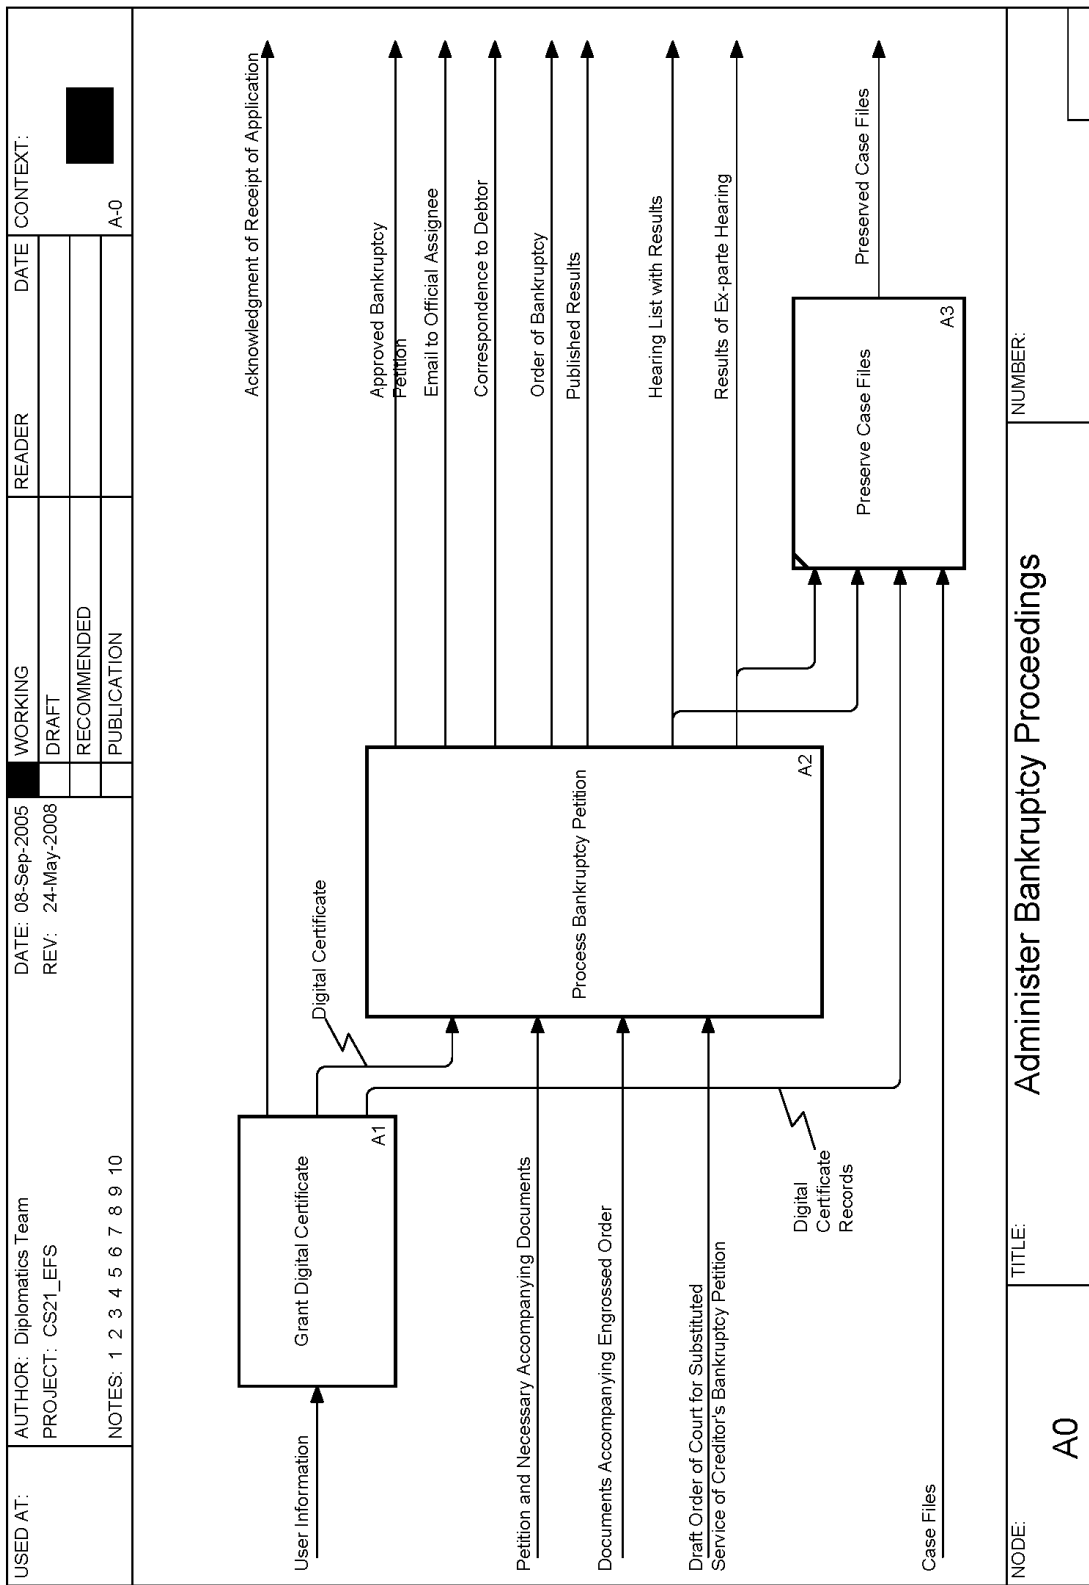 USED AT:
AUTHOR: Diplomatics Team
PROJECT: CS21_EFS
NOTES: 1 2 3 4 5 6 7 8 9 10
DATE: 08-Sep-2005
REV: 24-May-2008
WORKING
DRAFT
RECOMMENDED
PUBLICATION
READER
DATE
CONTEXT:
A-0
Acknowledgment of Receipt of Application
User Information
Grant Digital Certificate
A1
Digital Certificate
Approved Bankruptcy
Petition
Email to Official Assignee
Correspondence to Debtor
Order of Bankruptcy
Published Results
Hearing List with Results
Results of Ex-parte Hearing
Petition and Necessary Accompanying Documents
Documents Accompanying Engrossed Order
Draft Order of Court for Substituted
Service of Creditor's Bankruptcy Petition
Process Bankruptcy Petition
A2
Digital
Certificate
Records
Preserve Case Files
A3
Preserved Case Files
Case Files
NODE:
A0
TITLE:
Administer Bankruptcy Proceedings
NUMBER: